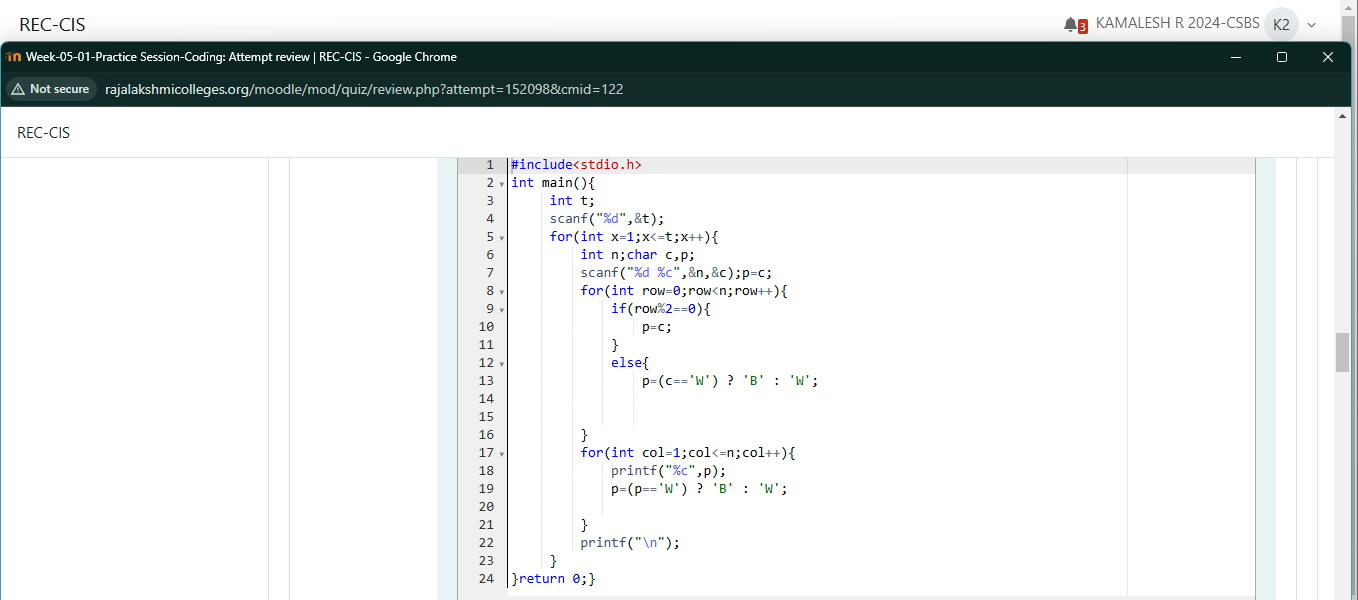 REC-CIS
3 KAMALESH R 2024-CSBS K2
Week-05-01-Practice Session-Coding: Attempt review | REC-CIS - Google Chrome
Not secure rajalakshmicolleges.org/moodle/mod/quiz/review.php?attempt=152098&cmid=122
REC-CIS
1 #include<stdio.h>
2 int main(){
3 int t;
4 scanf("%d",&t);
5 for(int x=1;x<=t;x++){
6 int n;char c,p;
7 scanf("%d %c",&n,&c);p=c;
8 for(int row=0;row<n;row++){
9 if(row%2==0){
10 p=c;
11 }
12 else{
13 p=(c=='W') ? 'B' : 'W';
14
15
16 }
17 for(int col=1;col<=n;col++){
18 printf("%c",p);
19 p=(p=='W') ? 'B' : 'W';
20
21 }
22 printf("\n");
23 }
24 }return 0;}